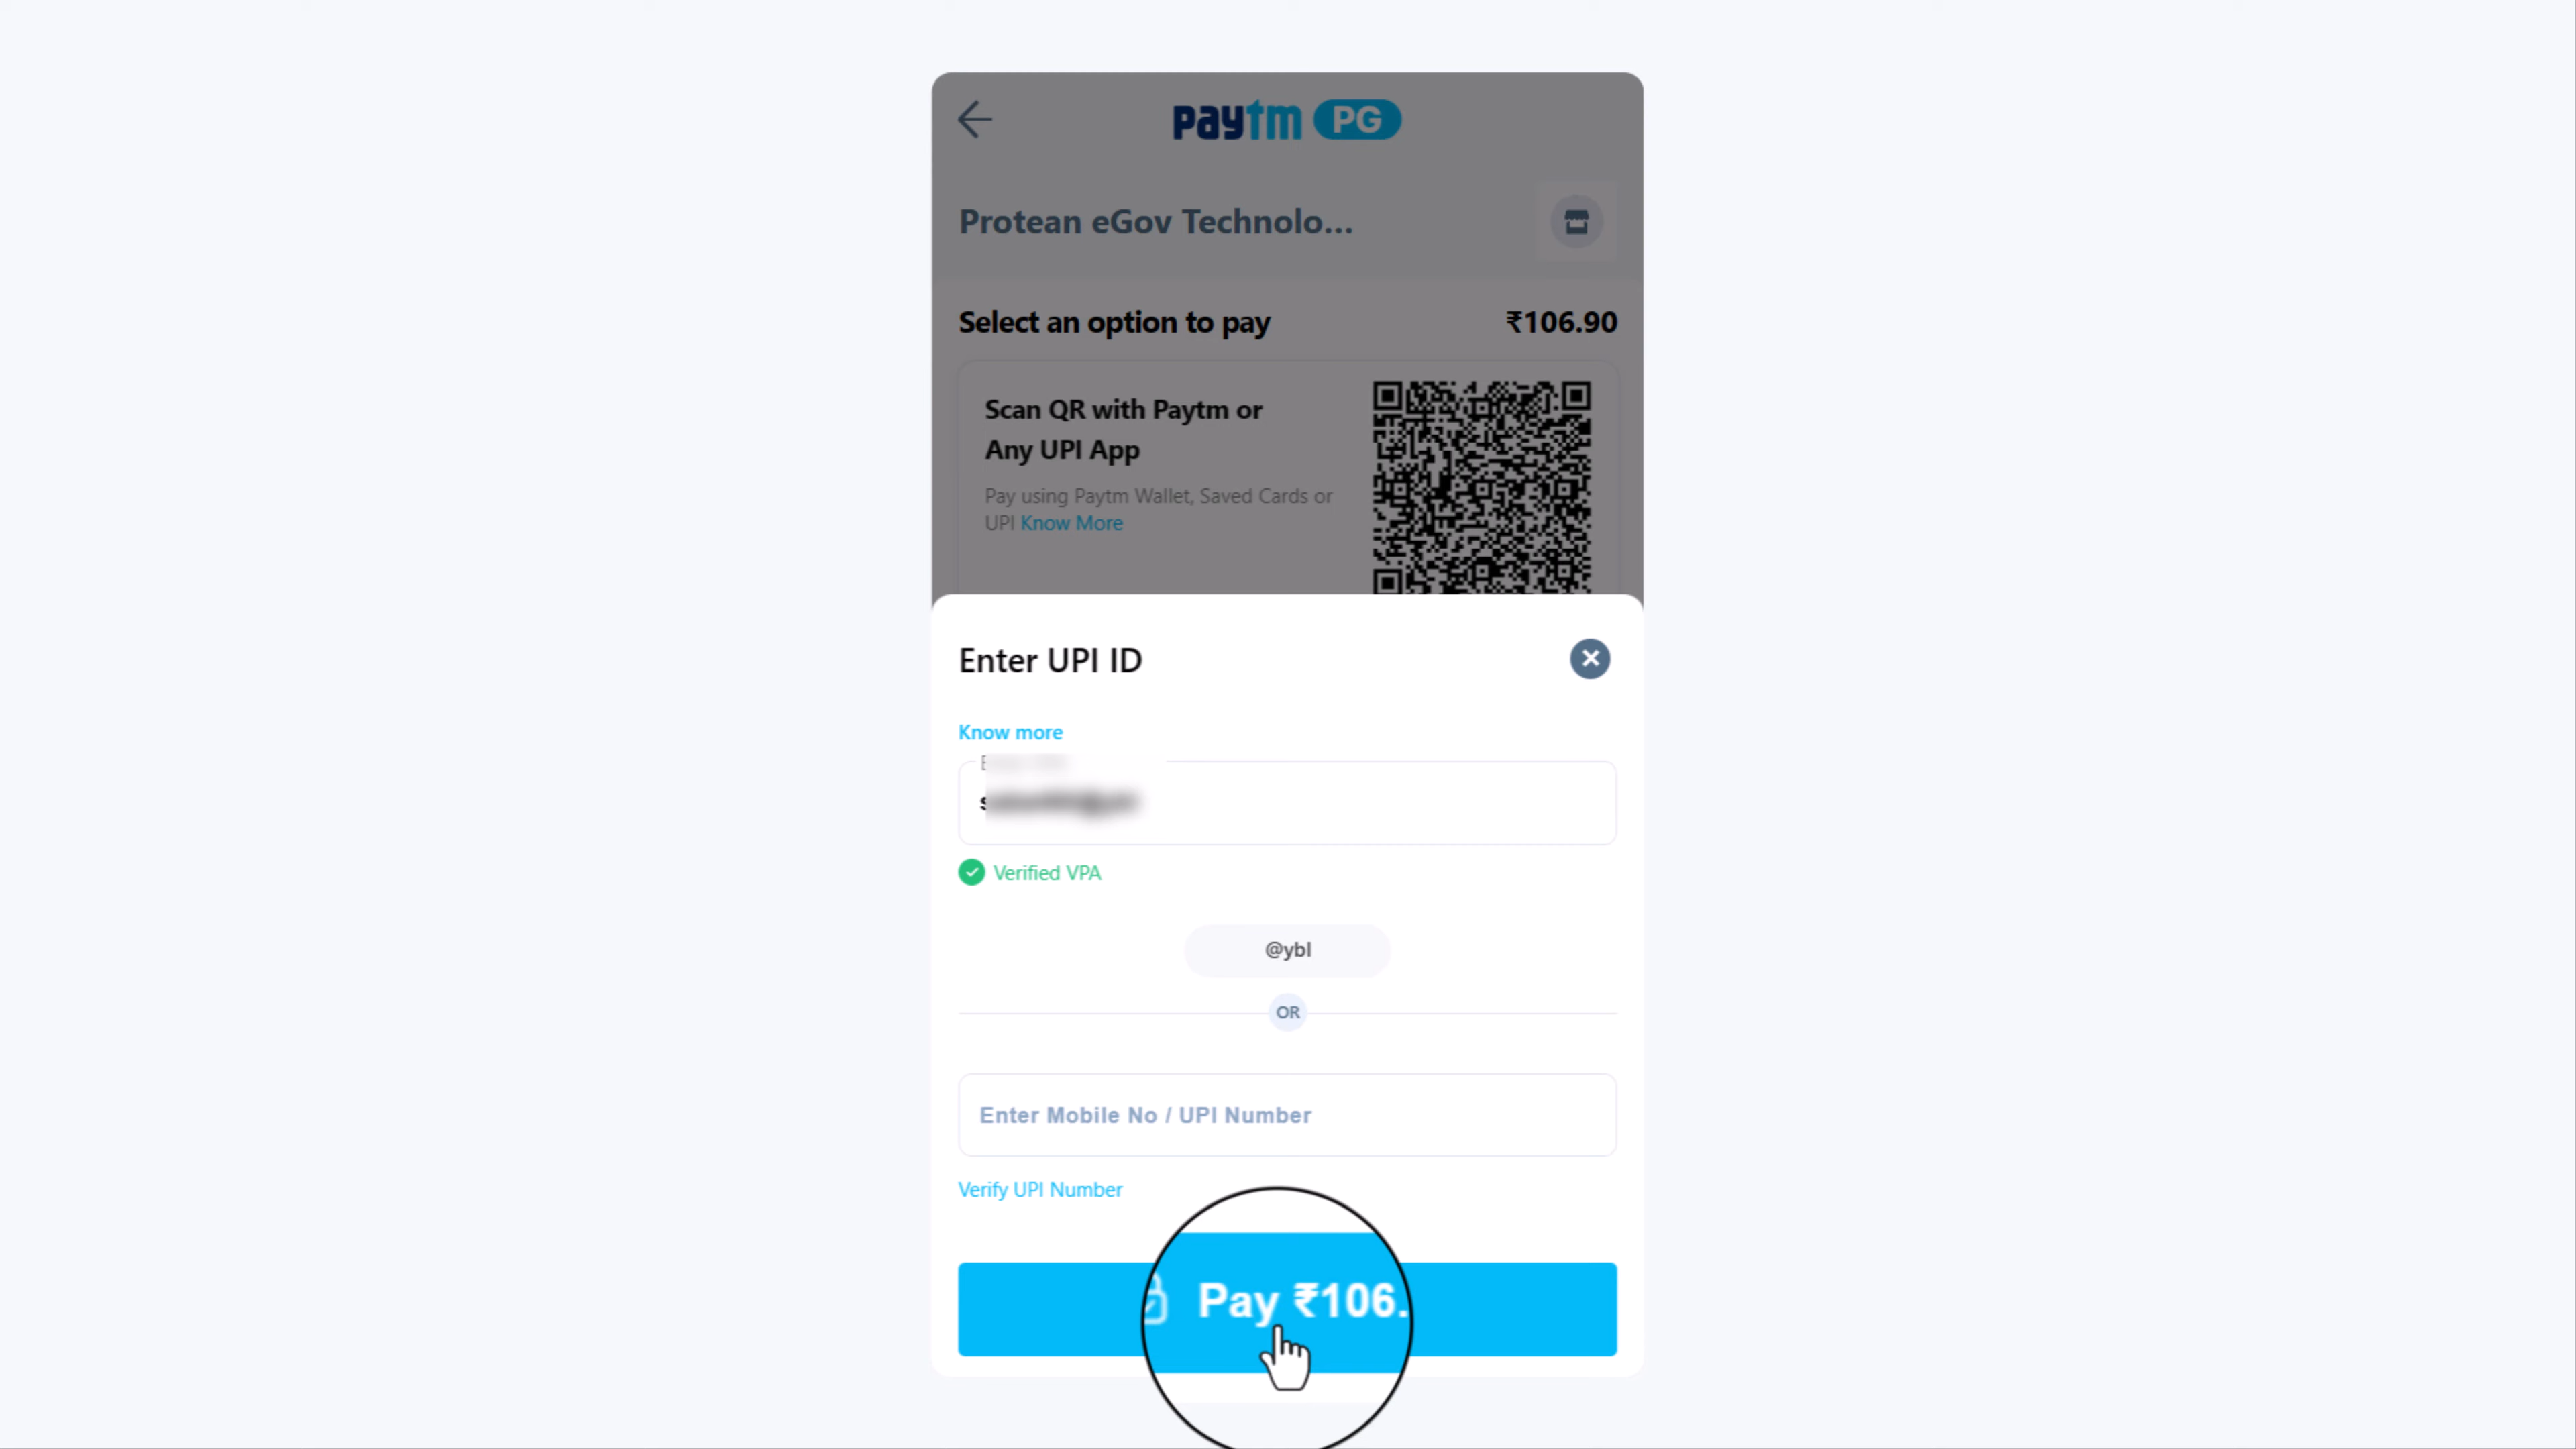 paytm PG
Protean eGov Technolo...
Select an option to pay
₹106.90
Scan QR with Paytm or
Any UPI App
Pay using Paytm Wallet, Saved Cards or
UPI Know More
Enter UPI ID
Know more
Verified VPA
@ybl
OR
Enter Mobile No / UPI Number
Verify UPI Number
Pay ₹106.